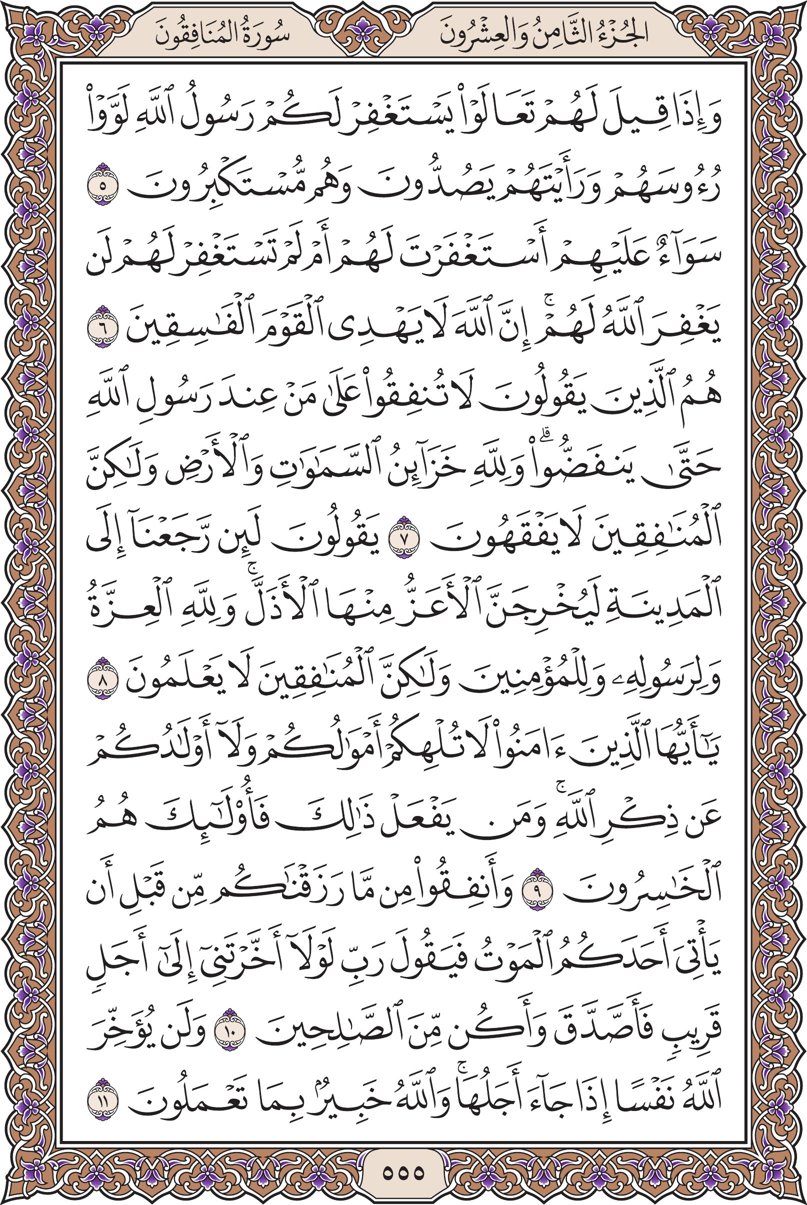 الجُزْءُ الثَّامِنُ وَالعِشْرُونَ
سُورَةُ المُنَافِقُونَ
وَإِذَا قِيلَ لَهُمْ تَعَالَوْا۟ يَسْتَغْفِرْ لَكُمْ رَسُولُ ٱللَّهِ لَوَّوْا۟
رُءُوسَهُمْ وَرَأَيْتَهُمْ يَصُدُّونَ وَهُم مُّسْتَكْبِرُونَ ٥
سَوَآءٌ عَلَيْهِمْ أَسْتَغْفَرْتَ لَهُمْ أَمْ لَمْ تَسْتَغْفِرْ لَهُمْ لَن
يَغْفِرَ ٱللَّهُ لَهُمْ ۚ إِنَّ ٱللَّهَ لَا يَهْدِى ٱلْقَوْمَ ٱلْفَـٰسِقِينَ ٦
هُمُ ٱلَّذِينَ يَقُولُونَ لَا تُنفِقُوا۟ عَلَىٰ مَنْ عِندَ رَسُولِ ٱللَّهِ
حَتَّىٰ يَنفَضُّوا۟ ۗ وَلِلَّهِ خَزَآئِنُ ٱلسَّمَـٰوَٰتِ وَٱلْأَرْضِ وَلَـٰكِنَّ
ٱلْمُنَـٰفِقِينَ لَا يَفْقَهُونَ ٧ يَقُولُونَ لَئِن رَّجَعْنَآ إِلَى
ٱلْمَدِينَةِ لَيُخْرِجَنَّ ٱلْأَعَزُّ مِنْهَا ٱلْأَذَلَّ ۚ وَلِلَّهِ ٱلْعِزَّةُ
وَلِرَسُولِهِۦ وَلِلْمُؤْمِنِينَ وَلَـٰكِنَّ ٱلْمُنَـٰفِقِينَ لَا يَعْلَمُونَ ٨
يَـٰٓأَيُّهَا ٱلَّذِينَ ءَامَنُوا۟ لَا تُلْهِكُمْ أَمْوَٰلُكُمْ وَلَآ أَوْلَـٰدُكُمْ
عَن ذِكْرِ ٱللَّهِ ۚ وَمَن يَفْعَلْ ذَٰلِكَ فَأُو۟لَـٰٓئِكَ هُمُ
ٱلْخَـٰسِرُونَ ٩ وَأَنفِقُوا۟ مِن مَّا رَزَقْنَـٰكُم مِّن قَبْلِ أَن
يَأْتِىَ أَحَدَكُمُ ٱلْمَوْتُ فَيَقُولَ رَبِّ لَوْلَآ أَخَّرْتَنِىٓ إِلَىٰٓ أَجَلٍ
قَرِيبٍ فَأَصَّدَّقَ وَأَكُن مِّنَ ٱلصَّـٰلِحِينَ ١٠ وَلَن يُؤَخِّرَ
ٱللَّهُ نَفْسًا إِذَا جَآءَ أَجَلُهَا ۚ وَٱللَّهُ خَبِيرٌۢ بِمَا تَعْمَلُونَ ١١
٥٥٥